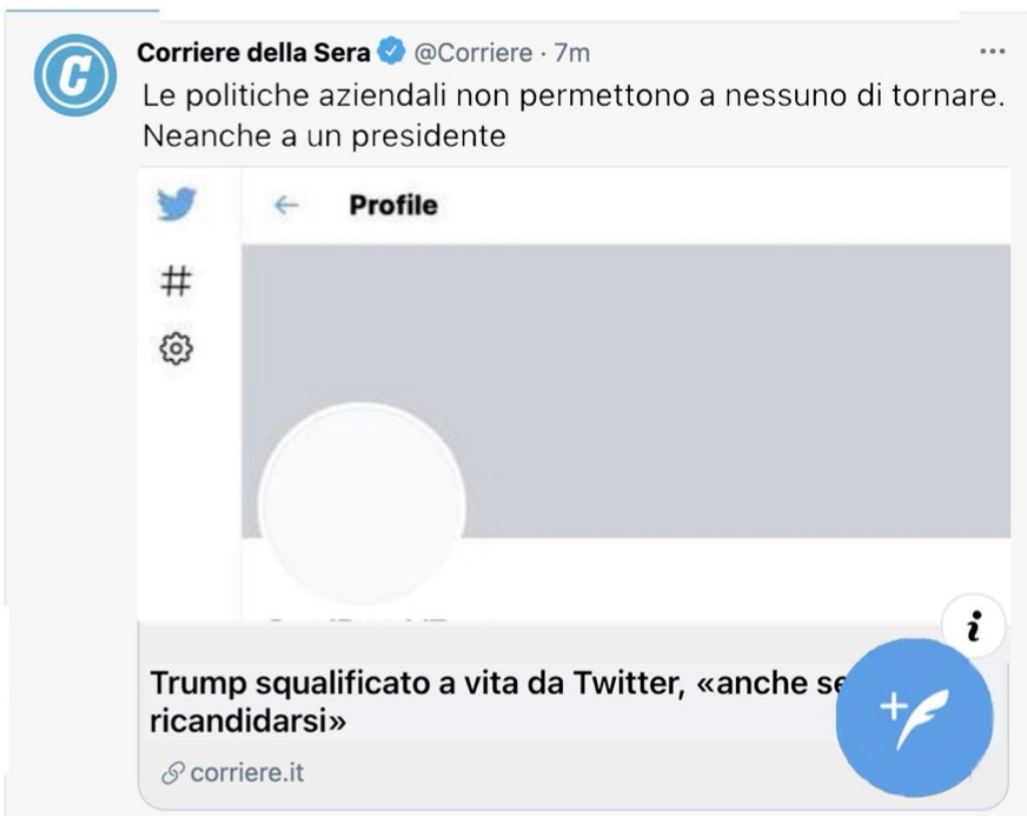 Corriere della Sera @Corriere · 7m
Le politiche aziendali non permettono a nessuno di tornare.
Neanche a un presidente
← Profile
#
Trump squalificato a vita da Twitter, «anche se
ricandidarsi»
corriere.it